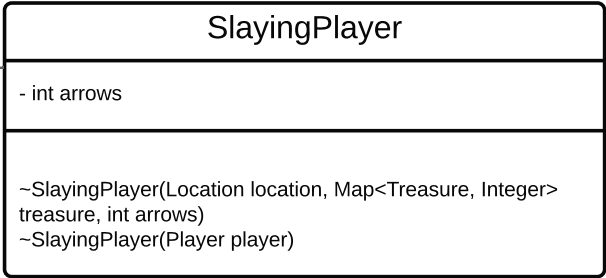 SlayingPlayer
- int arrows
~SlayingPlayer(Location location, Map<Treasure, Integer>
treasure, int arrows)
~SlayingPlayer(Player player)